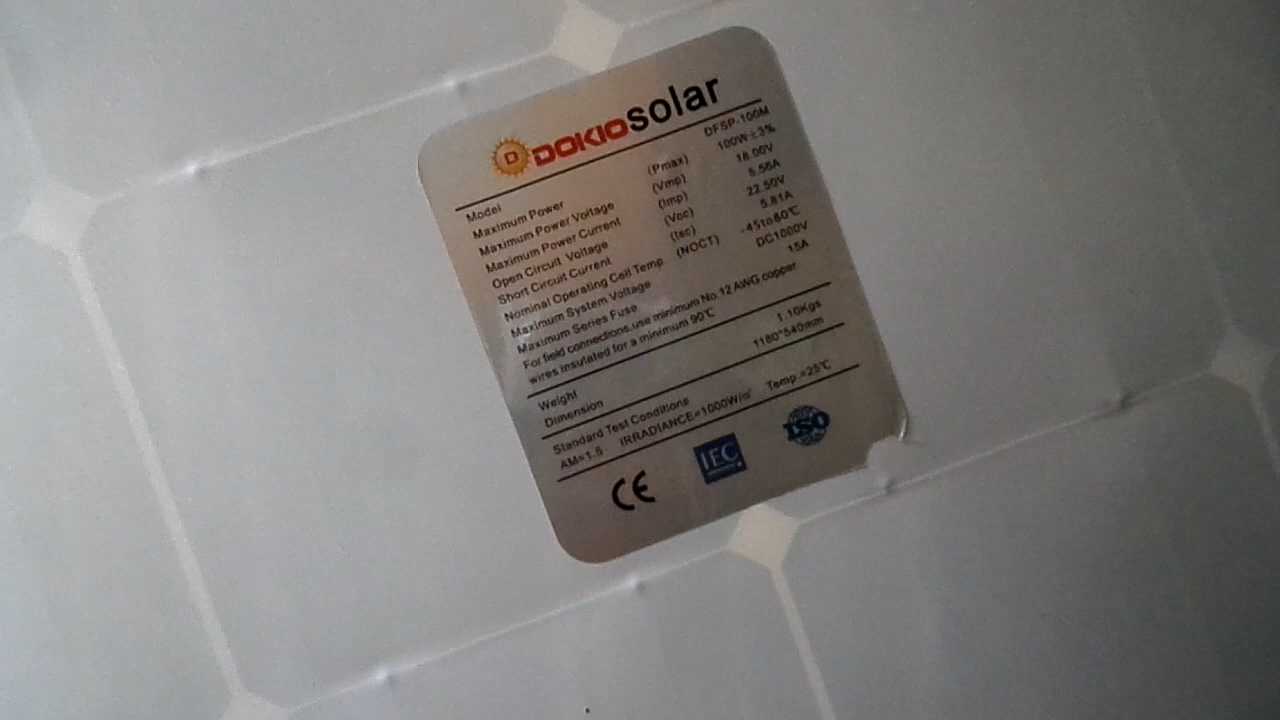 D DOKIO solar
Model DFSP-100M
Maximum Power (Pmax) 100W±3%
Maximum Power Voltage (Vmp) 18.00V
Maximum Power Current (Imp) 5.56A
Open Circuit Voltage (Voc) 22.50V
Short Circuit Current (Isc) 5.81A
Nominal Operating Cell Temp (NOCT) -45to80℃
Maximum System Voltage DC1000V
Maximum Series Fuse 15A
For field connections,use minimum No.12 AWG copper
wires insutated for a minimum 90℃
Weight 1.10Kgs
Dimension 1180*540mm
Standard Test Conditions
AM=1.5 IRRADIANCE=1000W/㎡ Temp.=25℃
CE IEC ISO